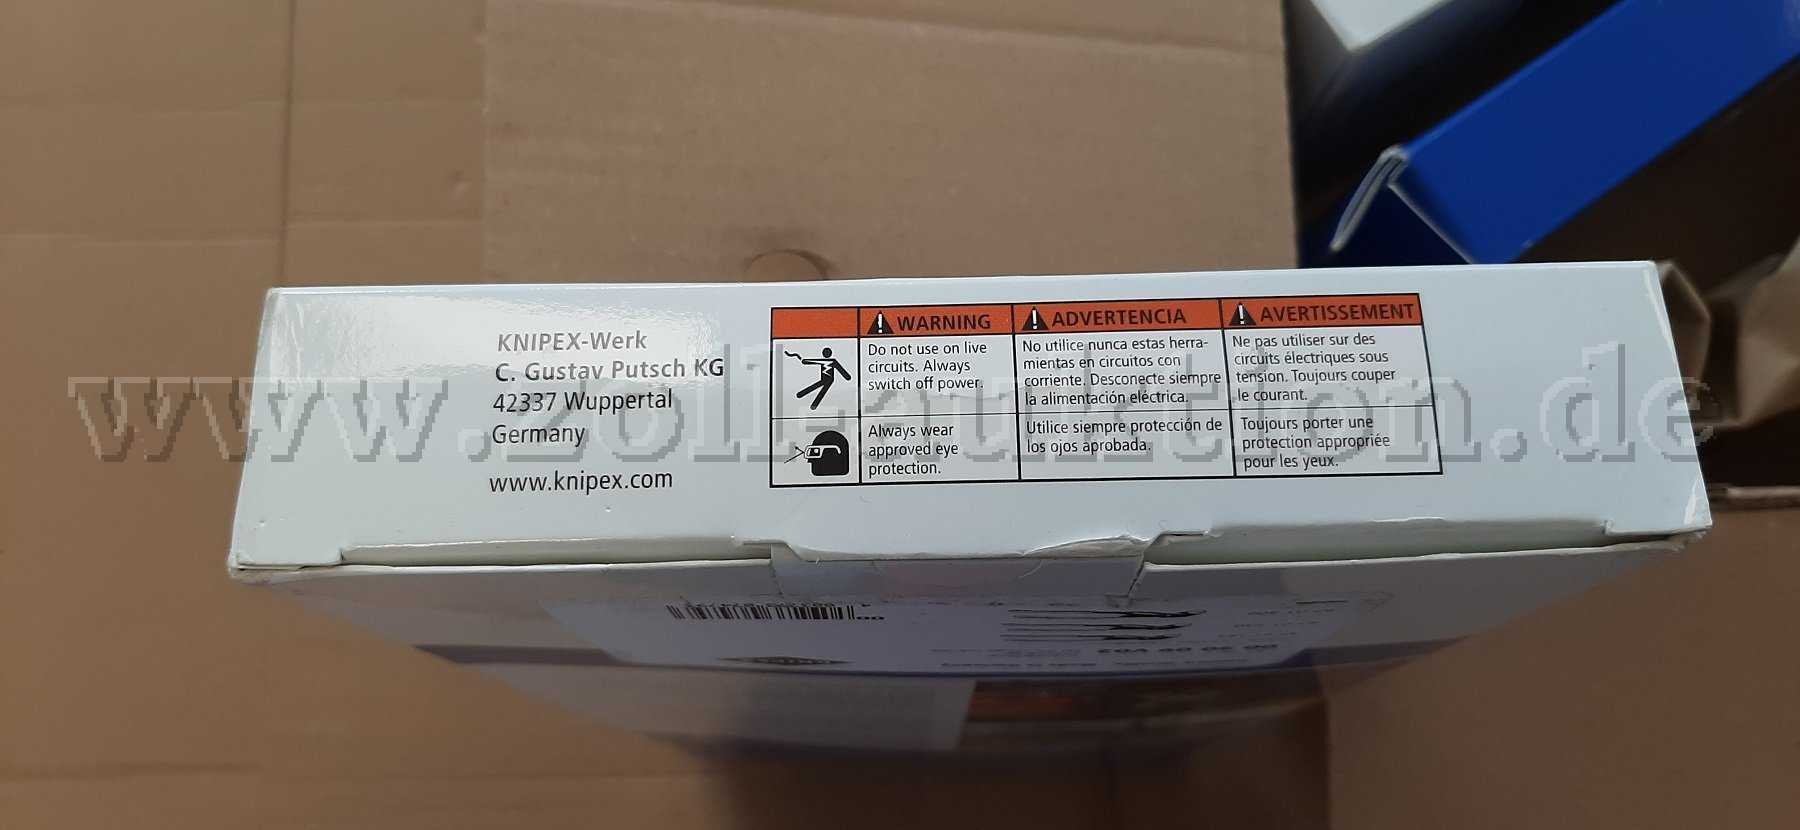 KNIPEX-Werk
C. Gustav Putsch KG
42337 Wuppertal
Germany
www.knipex.com
WARNING
Do not use on live
circuits. Always
switch off power.
Always wear
approved eye
protection.
ADVERTENCIA
No utilice nunca estas herra-
mientas en circuitos con
corriente. Desconecte siempre
la alimentación eléctrica.
Utilice siempre protección de
los ojos aprobada.
AVERTISSEMENT
Ne pas utiliser sur des
circuits électriques sous
tension. Toujours couper
le courant.
Toujours porter une
protection appropriée
pour les yeux.
www.zoll-auktion.de